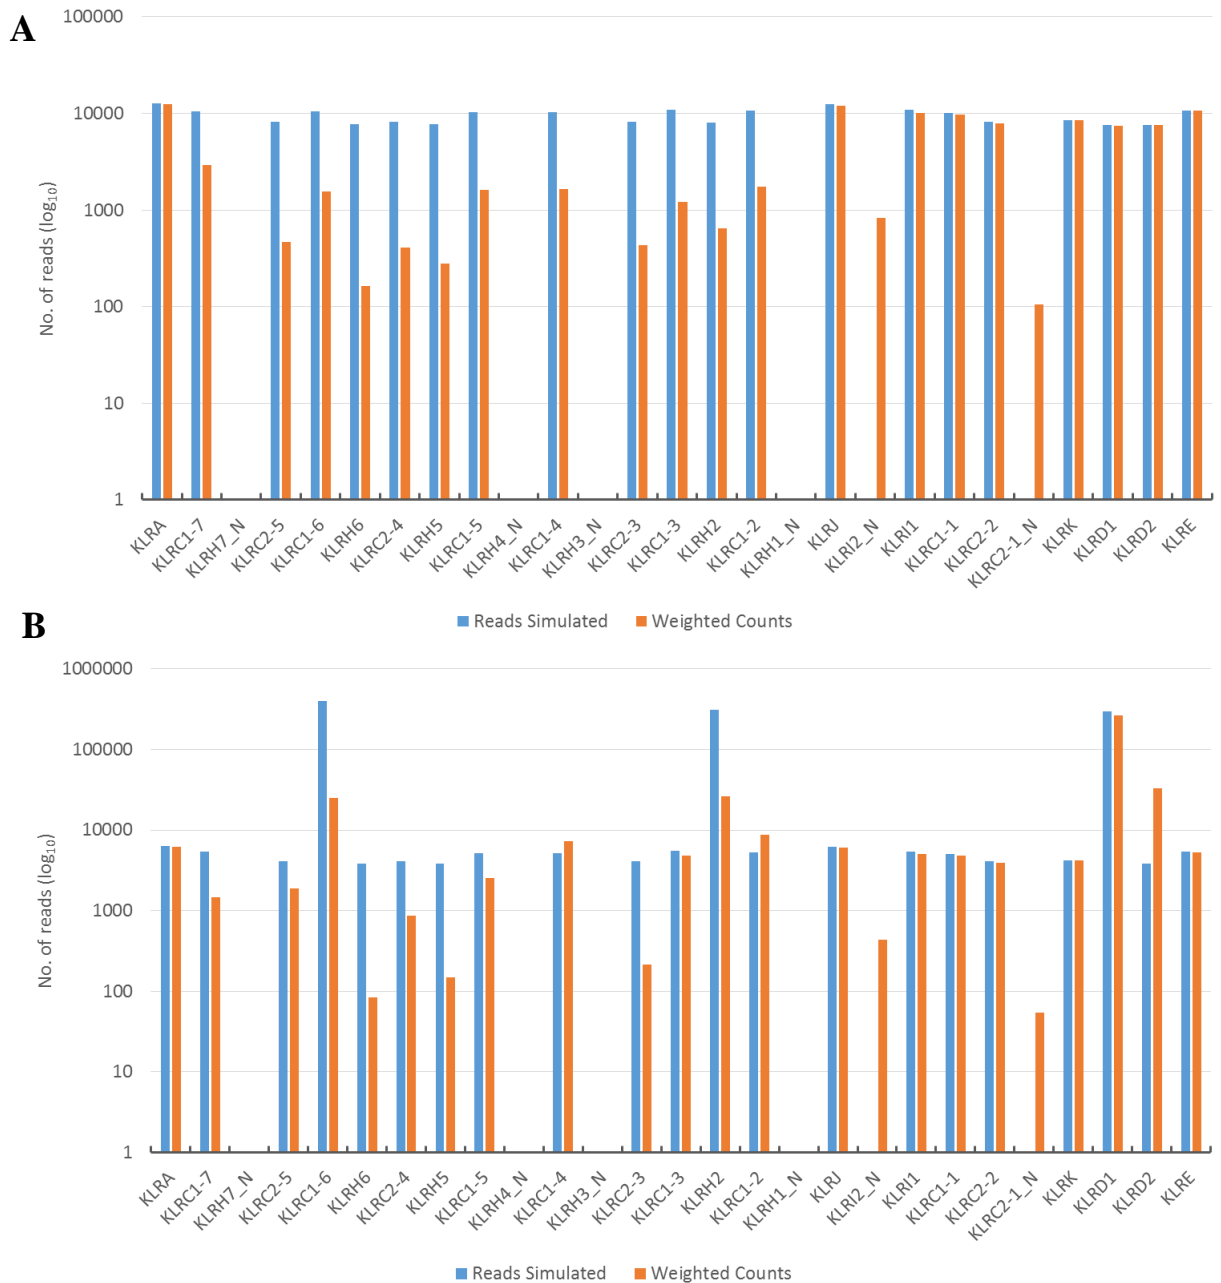 A
100000
10000
1000
100
10
1
No. of reads (log10)
KLRA
KLRC1-7
KLRH7_N
KLRC2-5
KLRC1-6
KLRH6
KLRC2-4
KLRH5
KLRC1-5
KLRH4_N
KLRC1-4
KLRH3_N
KLRC2-3
KLRC1-3
KLRH2
KLRC1-2
KLRH1_N
KLRJ
KLRI2_N
KLRI1
KLRC1-1
KLRC2-2
KLRC2-1_N
KLRK
KLRD1
KLRD2
KLRE
Reads Simulated Weighted Counts
B
1000000
100000
10000
1000
100
10
1
No. of reads (log10)
KLRA
KLRC1-7
KLRH7_N
KLRC2-5
KLRC1-6
KLRH6
KLRC2-4
KLRH5
KLRC1-5
KLRH4_N
KLRC1-4
KLRH3_N
KLRC2-3
KLRC1-3
KLRH2
KLRC1-2
KLRH1_N
KLRJ
KLRI2_N
KLRI1
KLRC1-1
KLRC2-2
KLRC2-1_N
KLRK
KLRD1
KLRD2
KLRE
Reads Simulated Weighted Counts